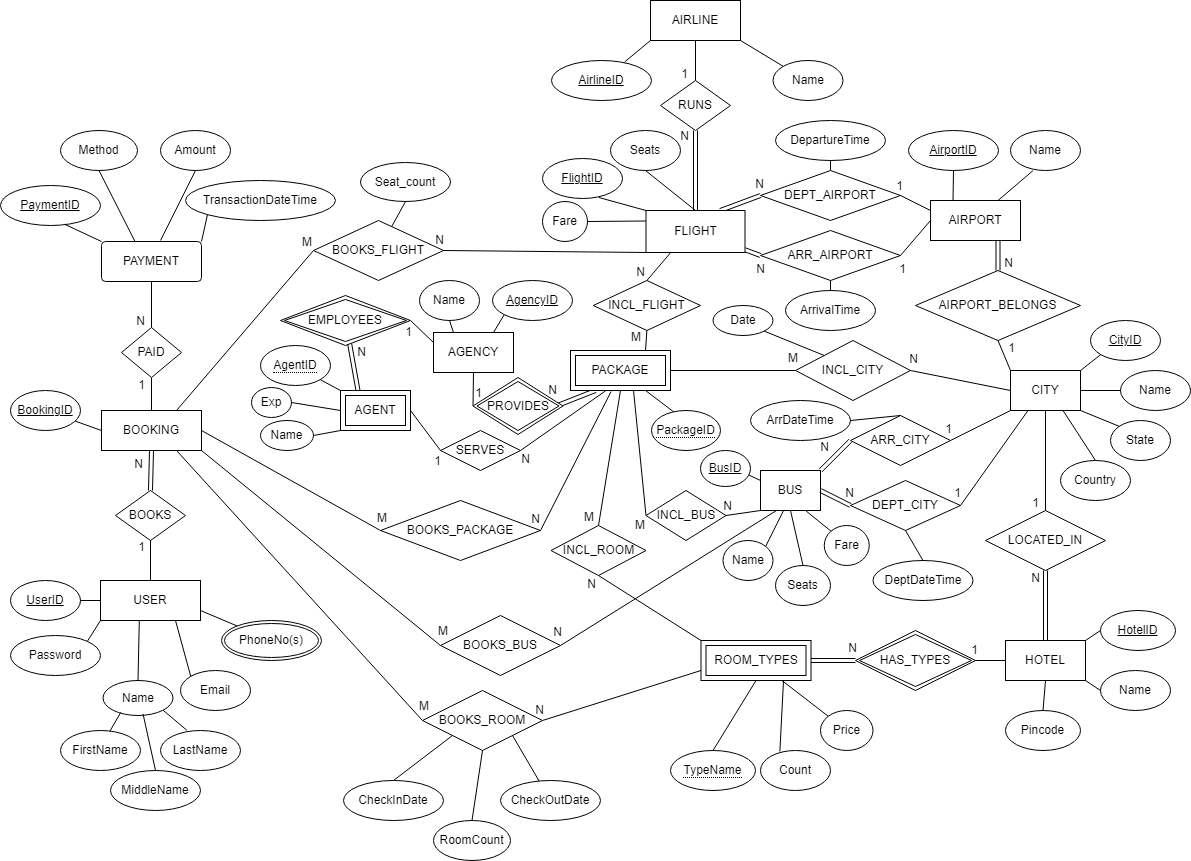 AIRLINE
AirlineID
1
Name
RUNS
N
Method
Amount
Seats
DepartureTime
AirportID
Name
FlightID
Seat_count
N
DEPT_AIRPORT
1
PaymentID
TransactionDateTime
Fare
FLIGHT
AIRPORT
M
BOOKS_FLIGHT
N
ARR_AIRPORT
PAYMENT
N
N
1
N
Name
AgencyID
INCL_FLIGHT
ArrivalTime
AIRPORT_BELONGS
N
EMPLOYEES
1
Date
M
CityID
PAID
N
AGENCY
1
M
N
AgentID
PACKAGE
INCL_CITY
1
1
N
CITY
Name
Exp
AGENT
PROVIDES
BookingID
BOOKING
Name
PackageID
ArrDateTime
1
State
SERVES
ARR_CITY
N
1
N
N
BusID
Country
BUS
N
1
1
BOOKS
M
N
M
INCL_BUS
N
DEPT_CITY
M
BOOKS_PACKAGE
1
INCL_ROOM
Name
Fare
LOCATED_IN
N
Seats
DeptDateTime
N
UserID
USER
PhoneNo(s)
M
N
HotelID
Password
BOOKS_BUS
N
1
ROOM_TYPES
HAS_TYPES
HOTEL
Name
Email
Name
M
BOOKS_ROOM
N
Price
Pincode
FirstName
LastName
TypeName
Count
MiddleName
CheckInDate
CheckOutDate
RoomCount